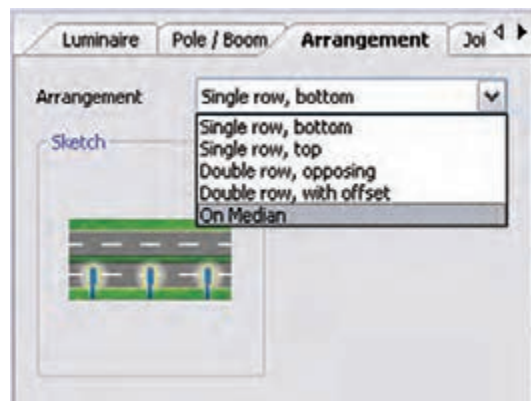 Luminaire Pole / Boom Arrangement Joi
Arrangement Single row, bottom
Sketch
Single row, bottom
Single row, top
Double row, opposing
Double row, with offset
On Median